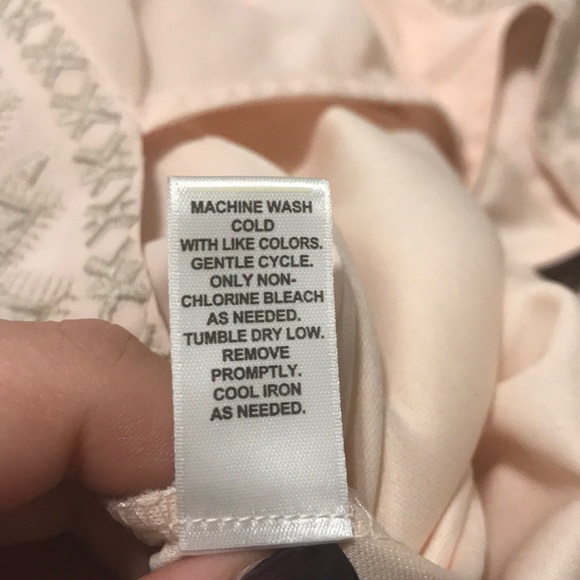 MACHINE WASH
COLD
WITH LIKE COLORS.
GENTLE CYCLE.
ONLY NON-
CHLORINE BLEACH
AS NEEDED.
TUMBLE DRY LOW.
REMOVE
PROMPTLY.
COOL IRON
AS NEEDED.